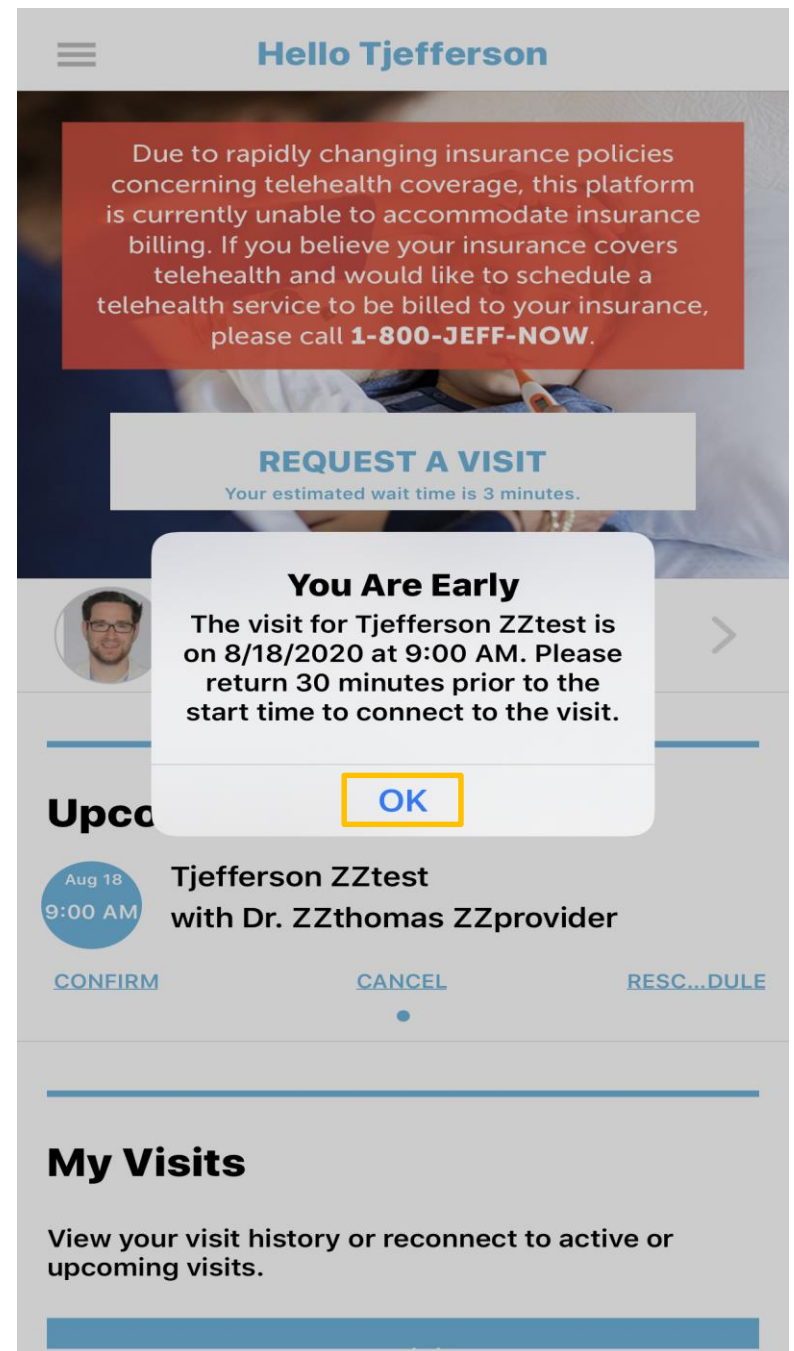 Hello Tjefferson
Due to rapidly changing insurance policies
concerning telehealth coverage, this platform
is currently unable to accommodate insurance
billing. If you believe your insurance covers
telehealth and would like to schedule a
telehealth service to be billed to your insurance,
please call 1-800-JEFF-NOW.
REQUEST A VISIT
Your estimated wait time is 3 minutes.
You Are Early
The visit for Tjefferson ZZtest is
on 8/18/2020 at 9:00 AM. Please
return 30 minutes prior to the
start time to connect to the visit.
OK
Upco
Aug 18
9:00 AM
Tjefferson ZZtest
with Dr. ZZthomas ZZprovider
CONFIRM CANCEL RESC...DULE
My Visits
View your visit history or reconnect to active or
upcoming visits.